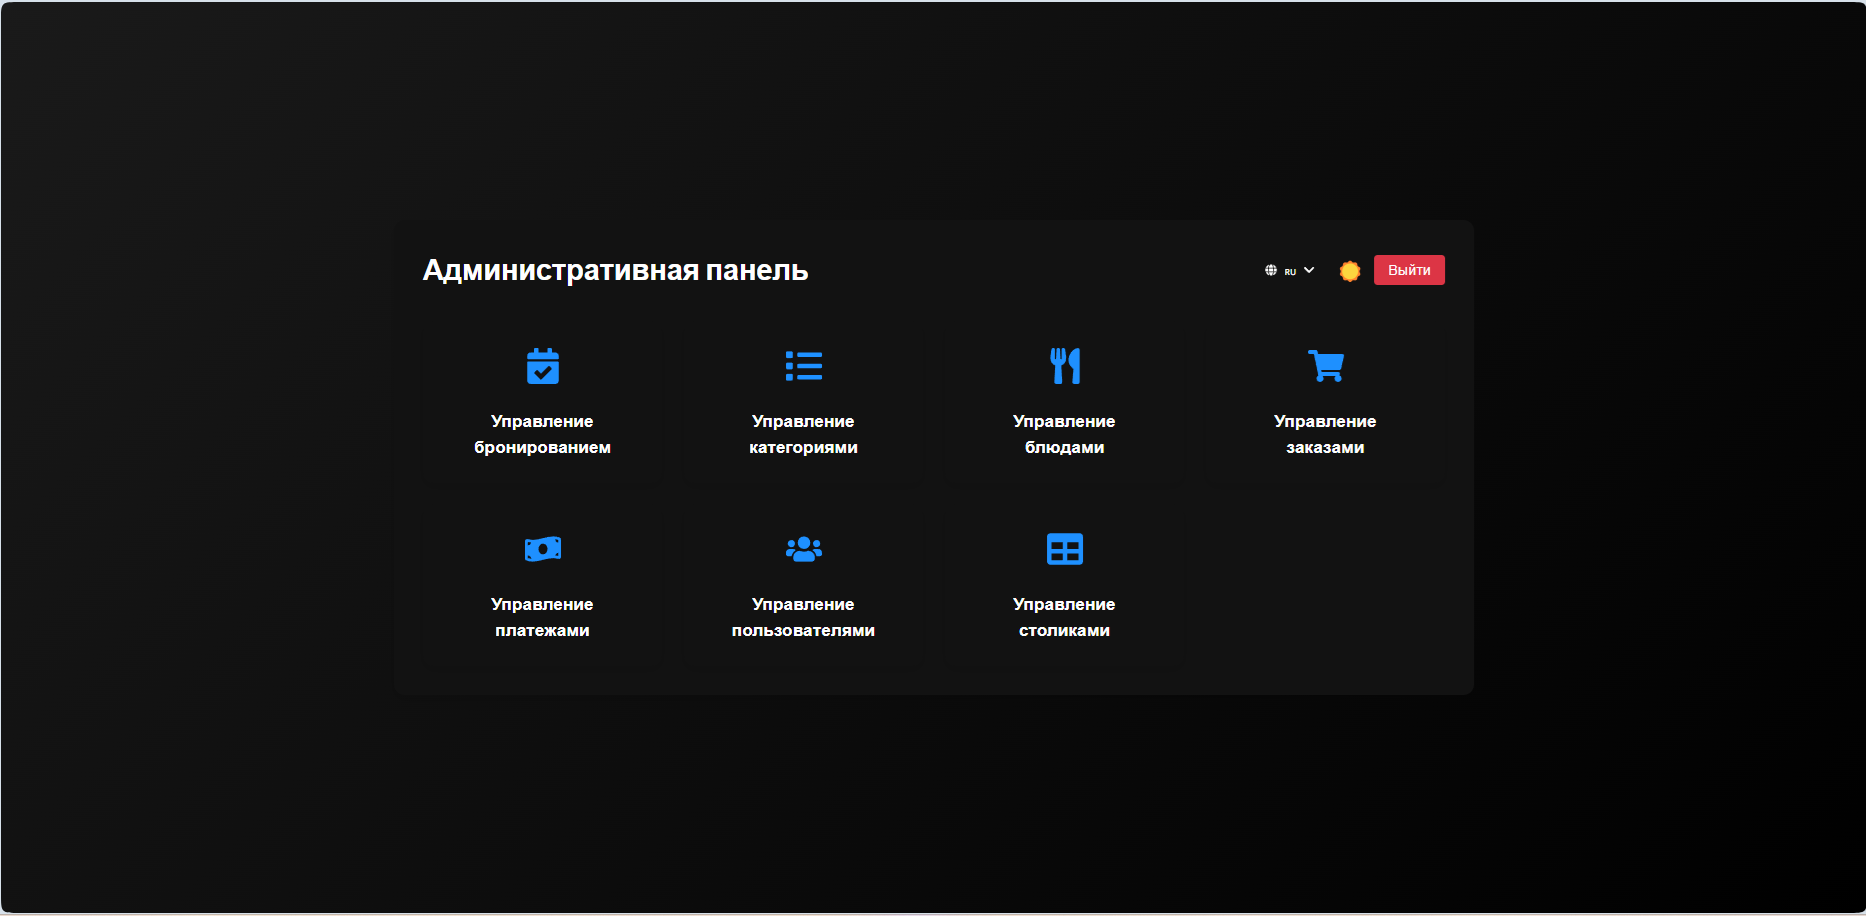 Административная панель
RU
Выйти
Управление
бронированием
Управление
категориями
Управление
блюдами
Управление
заказами
Управление
платежами
Управление
пользователями
Управление
столиками